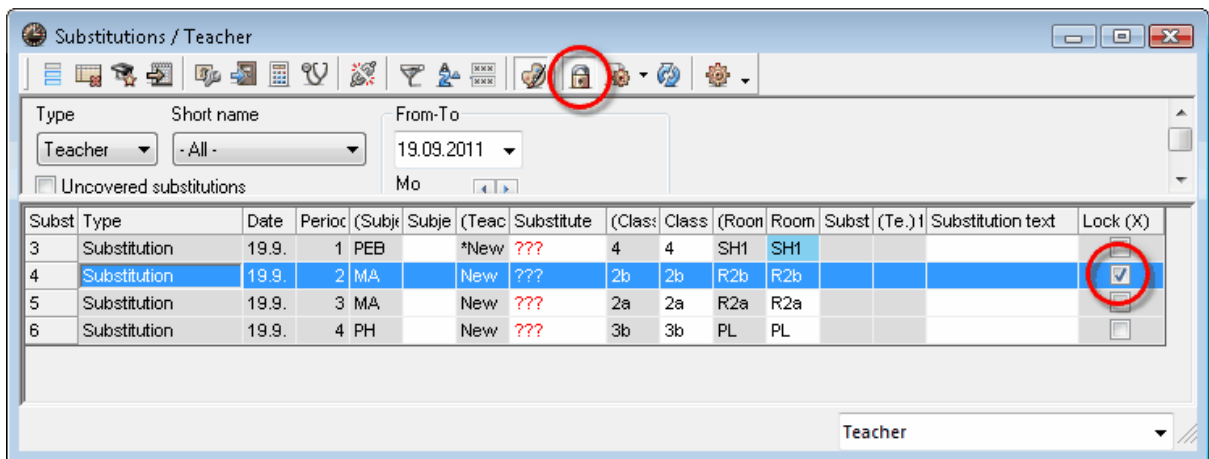 Substitutions / Teacher
Type Short name From-To
Teacher - All - 19.09.2011
Uncovered substitutions Mo
Subst Type Date Perioc (Subje Subje (Teac Substitute (Class Class (Roon Room Subst (Te.) Substitution text Lock (X)
3 Substitution 19.9. 1 PEB *New ??? 4 4 SH1 SH1
4 Substitution 19.9. 2 MA New ??? 2b 2b R2b R2b
5 Substitution 19.9. 3 MA New ??? 2a 2a R2a R2a
6 Substitution 19.9. 4 PH New ??? 3b 3b PL PL
Teacher